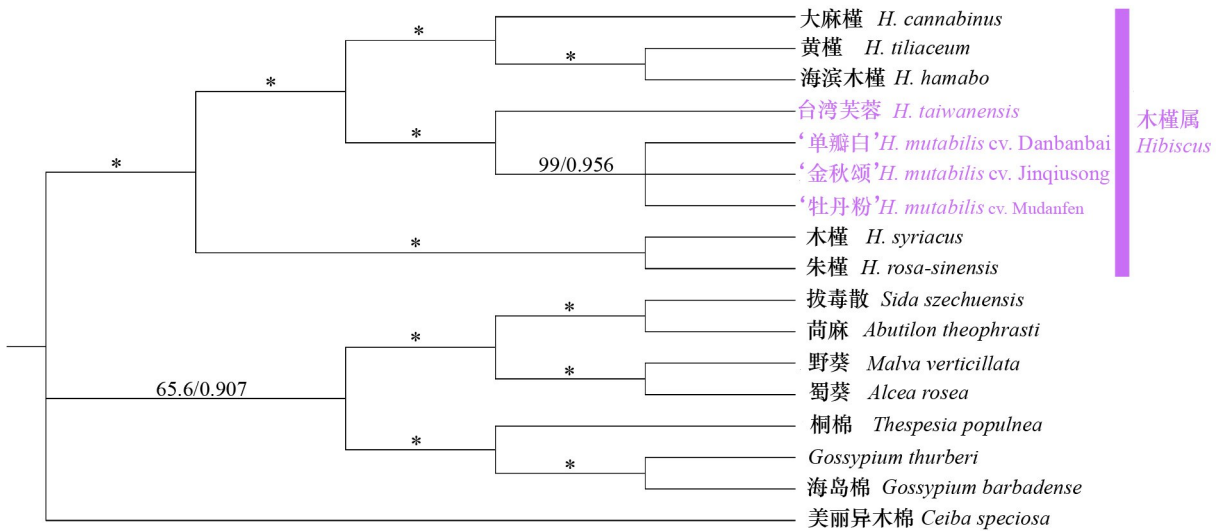 大麻槿 H. cannabinus
黄槿 H. tiliaceum
海滨木槿 H. hamabo
台湾芙蓉 H. taiwanensis
‘单瓣白’H. mutabilis cv. Danbanbai
‘金秋颂’H. mutabilis cv. Jinqiusong
‘牡丹粉’H. mutabilis cv. Mudanfen
木槿 H. syriacus
朱槿 H. rosa-sinensis
拔毒散 Sida szechuensis
苘麻 Abutilon theophrasti
野葵 Malva verticillata
蜀葵 Alcea rosea
桐棉 Thespesia populnea
Gossypium thurberi
海岛棉 Gossypium barbadense
美丽异木棉 Ceiba speciosa
木槿属
Hibiscus
*
*
*
*
*
99/0.956
*
*
*
*
65.6/0.907
*
*